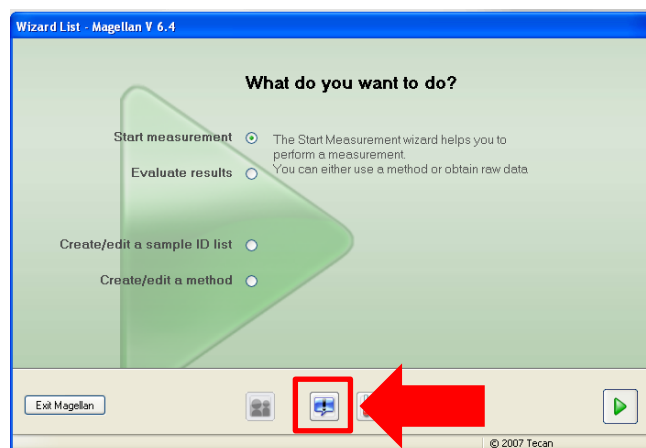 Wizard List - Magellan V 6.4
What do you want to do?
Start measurement
The Start Measurement wizard helps you to
perform a measurement.
You can either use a method or obtain raw data
Evaluate results
Create/edit a sample ID list
Create/edit a method
Exit Magellan
© 2007 Tecan